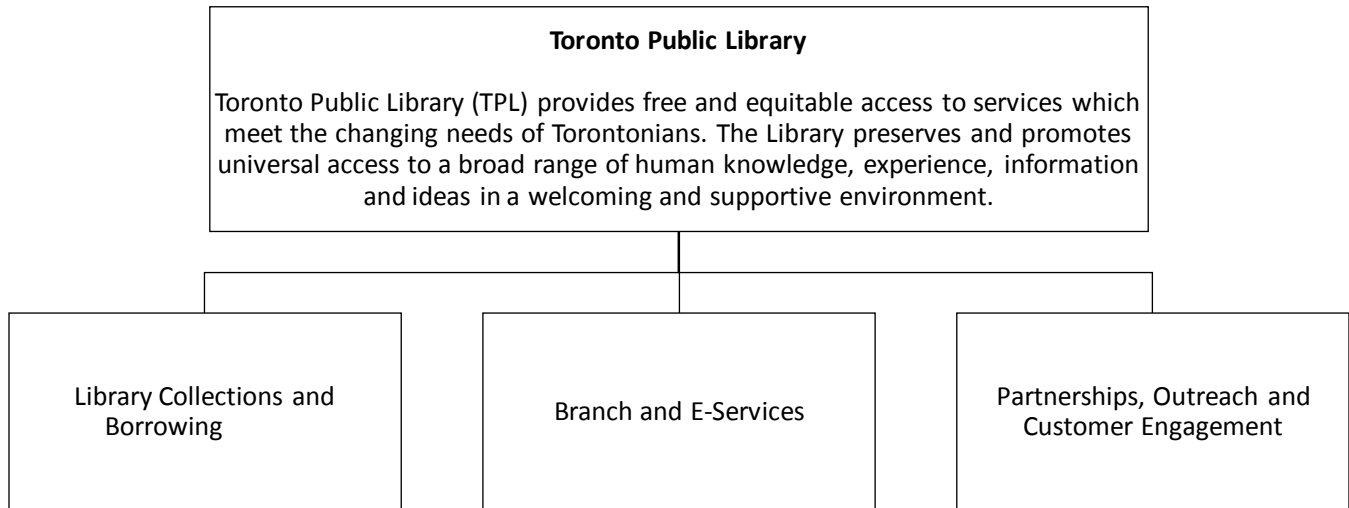 Toronto Public Library
Toronto Public Library (TPL) provides free and equitable access to services which
meet the changing needs of Torontonians. The Library preserves and promotes
universal access to a broad range of human knowledge, experience, information
and ideas in a welcoming and supportive environment.
Library Collections and
Borrowing
Branch and E-Services
Partnerships, Outreach and
Customer Engagement